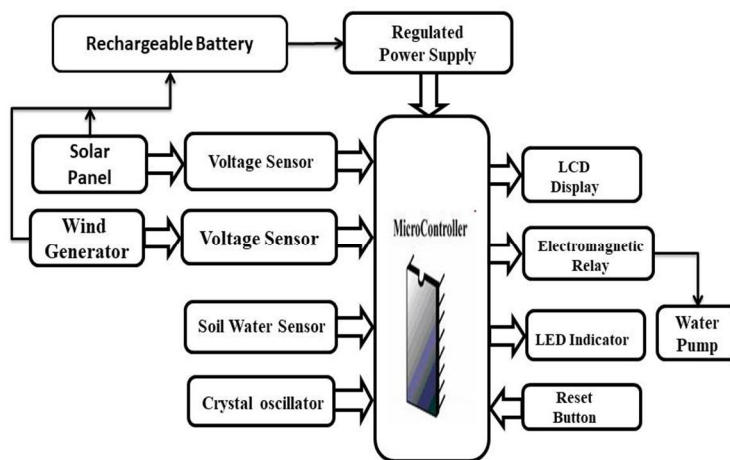 Rechargeable Battery
Regulated
Power Supply
Solar
Panel
Voltage Sensor
LCD
Display
Wind
Generator
Voltage Sensor
MicroController
Electromagnetic
Relay
Soil Water Sensor
LED Indicator
Water
Pump
Crystal oscillator
Reset
Button